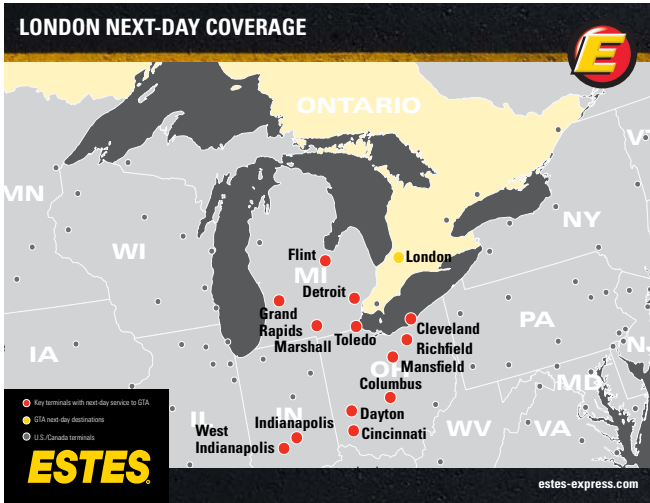 LONDON NEXT-DAY COVERAGE
E
ONTARIO
VT
MN
NY
WI
Flint
London
MI
Detroit
Grand
Rapids
Cleveland
PA
Marshall
Toledo
Richfield
NJ
IA
OH
Mansfield
MD
Columbus
Key terminals with next-day service to GTA
GTA next-day destinations
U.S./Canada terminals
IL
IN
Dayton
Indianapolis
West
Indianapolis
Cincinnati
WV
VA
ESTES
estes-express.com